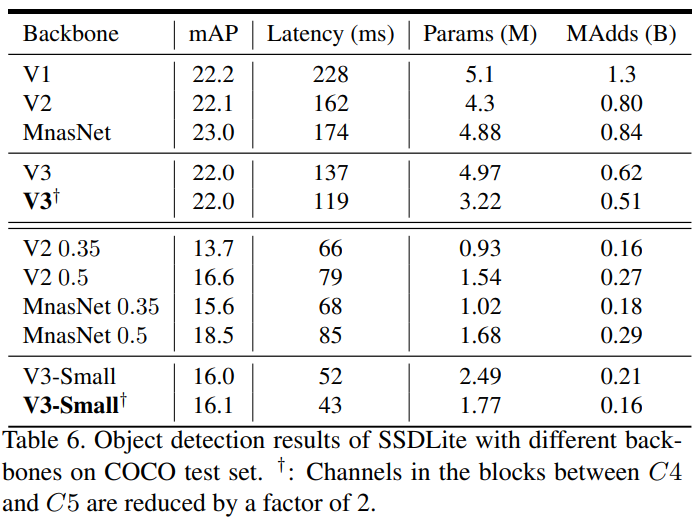 Backbone mAP Latency (ms) Params (M) MAdds (B)
V1 22.2 228 5.1 1.3
V2 22.1 162 4.3 0.80
MnasNet 23.0 174 4.88 0.84
V3 22.0 137 4.97 0.62
V3† 22.0 119 3.22 0.51
V2 0.35 13.7 66 0.93 0.16
V2 0.5 16.6 79 1.54 0.27
MnasNet 0.35 15.6 68 1.02 0.18
MnasNet 0.5 18.5 85 1.68 0.29
V3-Small 16.0 52 2.49 0.21
V3-Small† 16.1 43 1.77 0.16
Table 6. Object detection results of SSDLite with different back-
bones on COCO test set. †: Channels in the blocks between C4
and C5 are reduced by a factor of 2.